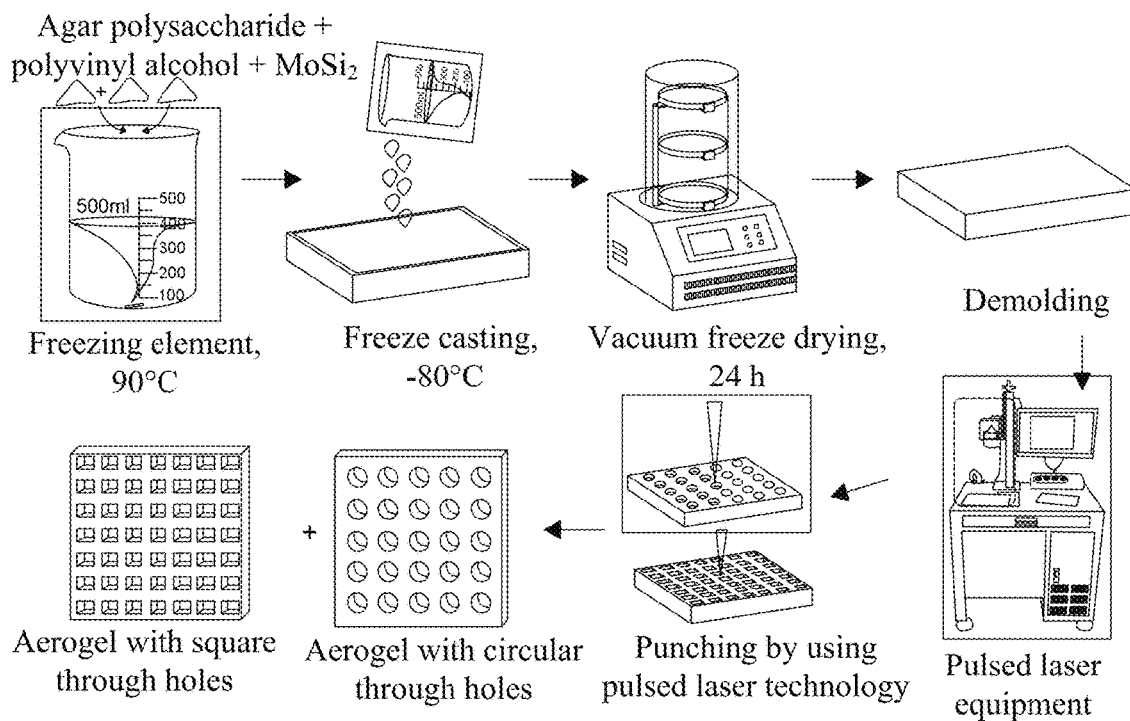 Agar polysaccharide +
polyvinyl alcohol + MoSi₂
+
500ml
500
400
300
200
100
500ml
Freezing element,
90°C
Freeze casting,
-80°C
Vacuum freeze drying,
24 h
Demolding
Aerogel with square
through holes
+
Aerogel with circular
through holes
Punching by using
pulsed laser technology
Pulsed laser
equipment